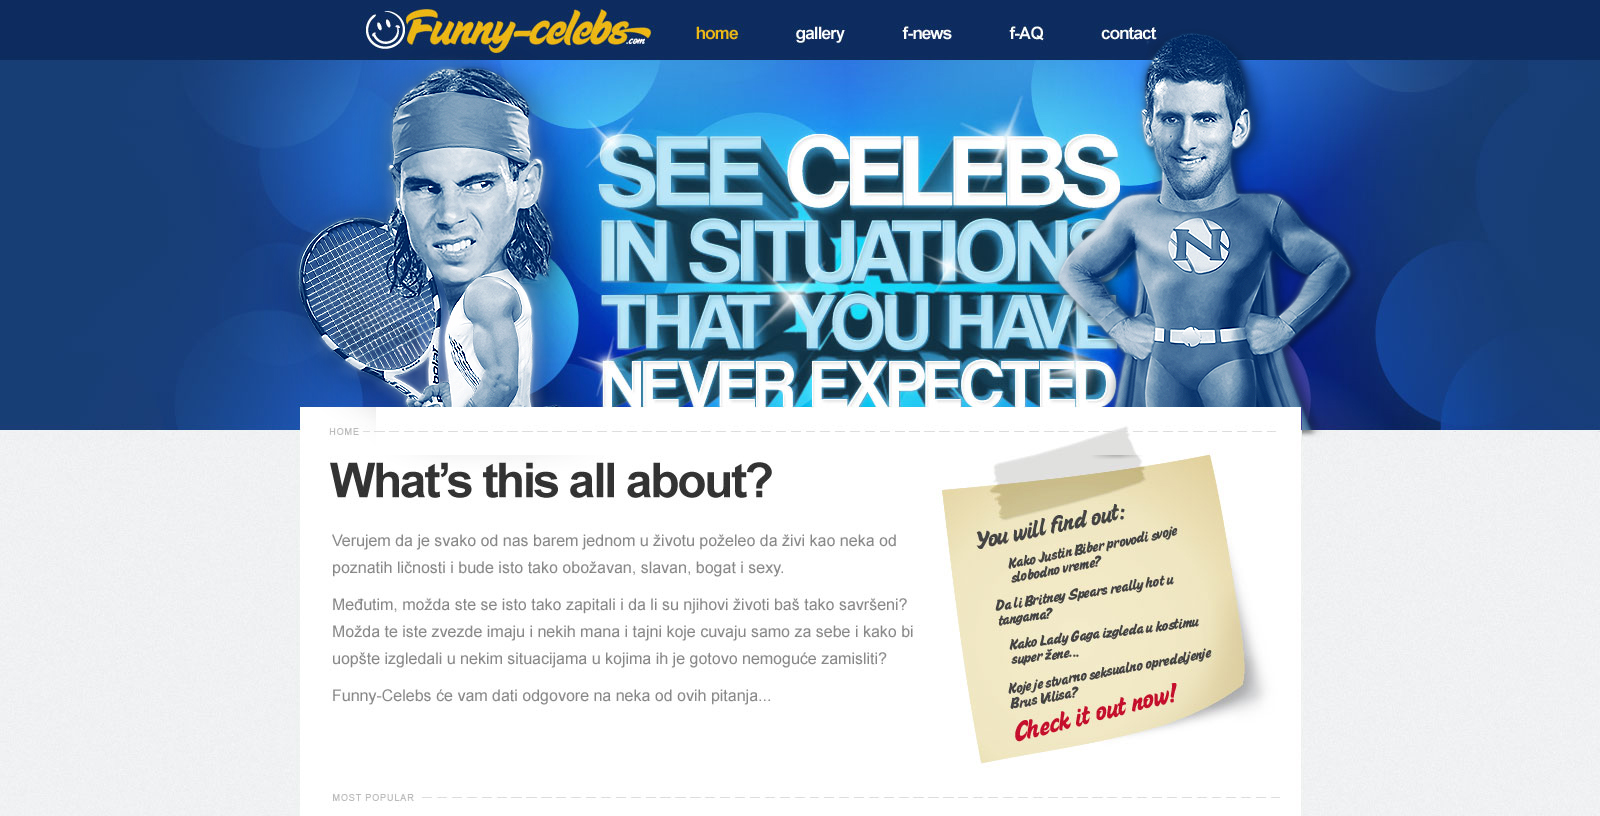 Funny-celebs.com
home gallery f-news f-AQ contact
SEE CELEBS
IN SITUATIONS
THAT YOU HAVE
NEVER EXPECTED
N
babolat
HOME
What's this all about?
Verujem da je svako od nas barem jednom u životu poželeo da živi kao neka od
poznatih ličnosti i bude isto tako obožavan, slavan, bogat i sexy.
Međutim, možda ste se isto tako zapitali i da li su njihovi životi baš tako savršeni?
Možda te iste zvezde imaju i nekih mana i tajni koje cuvaju samo za sebe i kako bi
uopšte izgledali u nekim situacijama u kojima ih je gotovo nemoguće zamisliti?
Funny-Celebs će vam dati odgovore na neka od ovih pitanja...
You will find out:
Kako Justin Biber provodi svoje
slobodno vreme?
Da li Britney Spears really hot u
tangama?
Kako Lady Gaga izgleda u kostimu
super žene...
Koje je stvarno seksualno opredeljenje
Brus Vilisa?
Check it out now!
MOST POPULAR